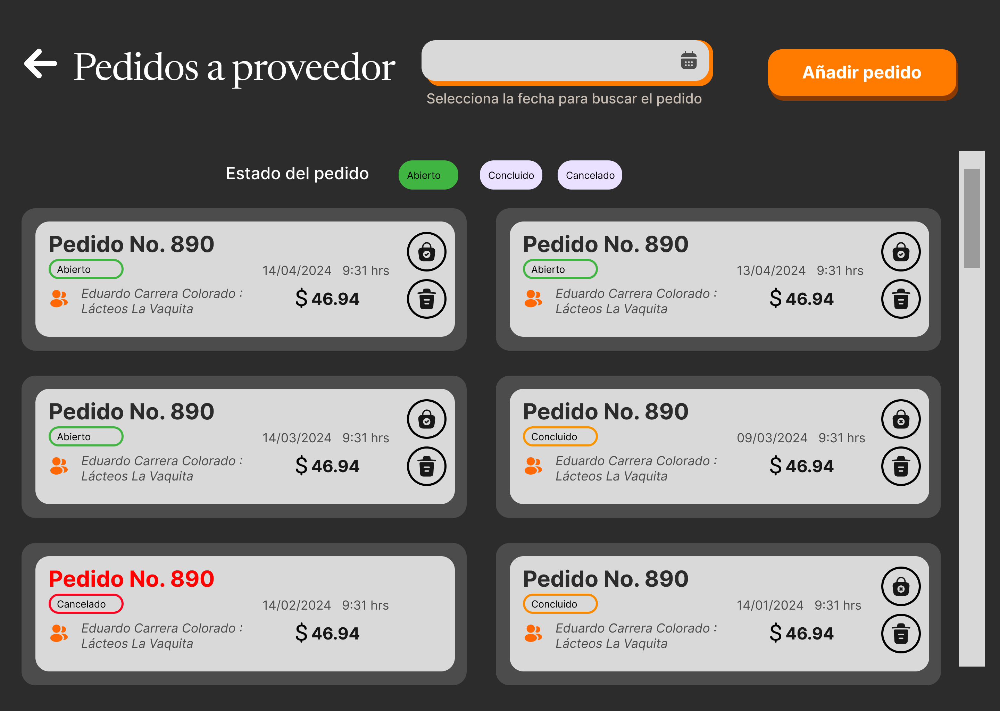 Pedidos a proveedor
Selecciona la fecha para buscar el pedido
Añadir pedido
Estado del pedido
Abierto
Concluido
Cancelado
Pedido No. 890
Abierto
14/04/2024 9:31 hrs
Eduardo Carrera Colorado :
Lácteos La Vaquita
$ 46.94
Pedido No. 890
Abierto
13/04/2024 9:31 hrs
Eduardo Carrera Colorado :
Lácteos La Vaquita
$ 46.94
Pedido No. 890
Abierto
14/03/2024 9:31 hrs
Eduardo Carrera Colorado :
Lácteos La Vaquita
$ 46.94
Pedido No. 890
Concluido
09/03/2024 9:31 hrs
Eduardo Carrera Colorado :
Lácteos La Vaquita
$ 46.94
Pedido No. 890
Cancelado
14/02/2024 9:31 hrs
Eduardo Carrera Colorado :
Lácteos La Vaquita
$ 46.94
Pedido No. 890
Concluido
14/01/2024 9:31 hrs
Eduardo Carrera Colorado :
Lácteos La Vaquita
$ 46.94